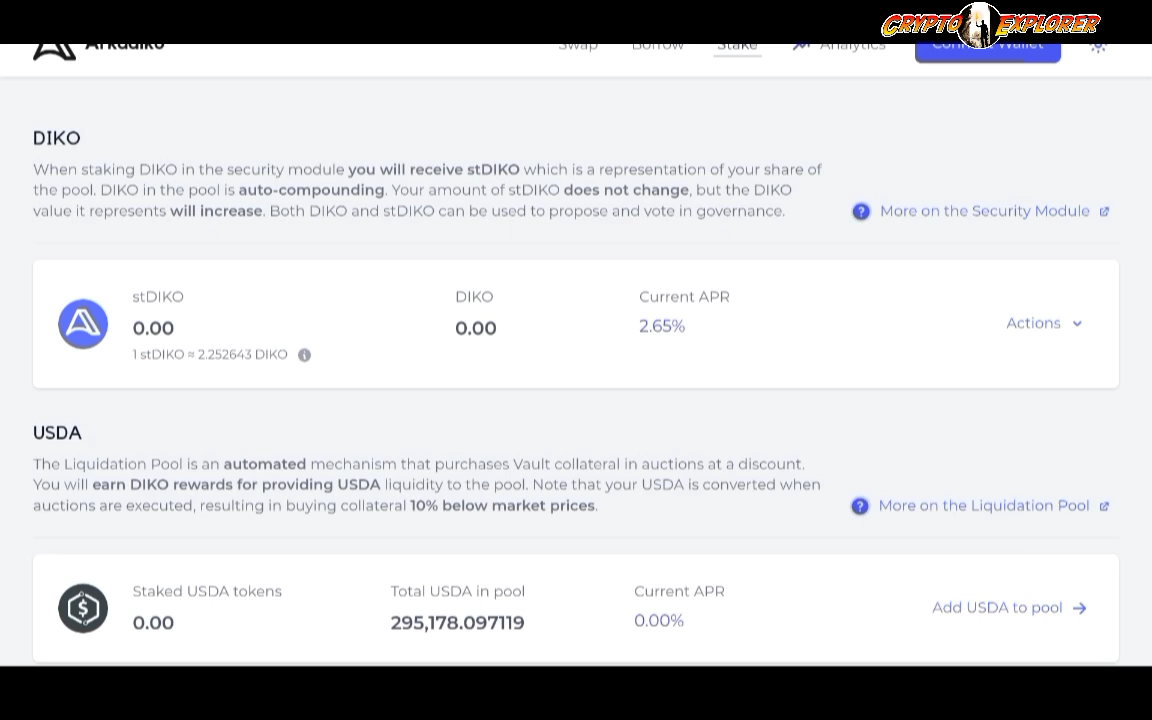 CRYPTO EXPLORER
Arkadiko
Swap Borrow Stake Analytics Connect Wallet
DIKO
When staking DIKO in the security module you will receive stDIKO which is a representation of your share of
the pool. DIKO in the pool is auto-compounding. Your amount of stDIKO does not change, but the DIKO
value it represents will increase. Both DIKO and stDIKO can be used to propose and vote in governance.
? More on the Security Module
stDIKO DIKO Current APR
0.00 0.00 2.65% Actions
1 stDIKO ≈ 2.252643 DIKO
USDA
The Liquidation Pool is an automated mechanism that purchases Vault collateral in auctions at a discount.
You will earn DIKO rewards for providing USDA liquidity to the pool. Note that your USDA is converted when
auctions are executed, resulting in buying collateral 10% below market prices.
? More on the Liquidation Pool
Staked USDA tokens Total USDA in pool Current APR
0.00 295,178.097119 0.00% Add USDA to pool